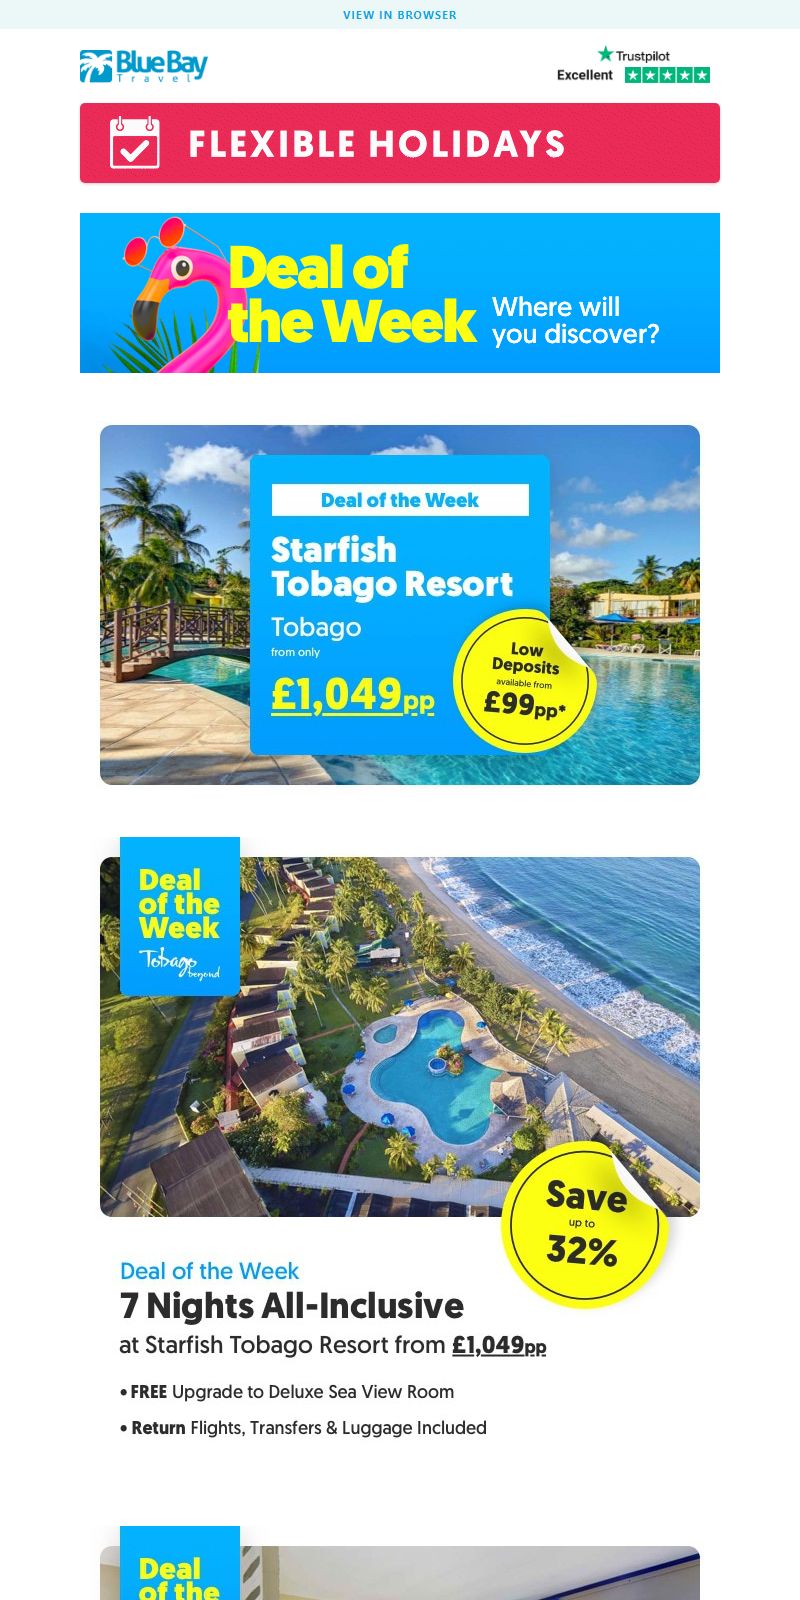 VIEW IN BROWSER
Blue Bay
Travel
Trustpilot
Excellent
FLEXIBLE HOLIDAYS
Deal of
the Week
Where will
you discover?
Deal of the Week
Starfish
Tobago Resort
Tobago
from only
£1,049pp
Low
Deposits
available from
£99pp*
Deal
of the
Week
Tobago
beyond
Save
up to
32%
Deal of the Week
7 Nights All-Inclusive
at Starfish Tobago Resort from £1,049pp
• FREE Upgrade to Deluxe Sea View Room
• Return Flights, Transfers & Luggage Included
Deal
of the